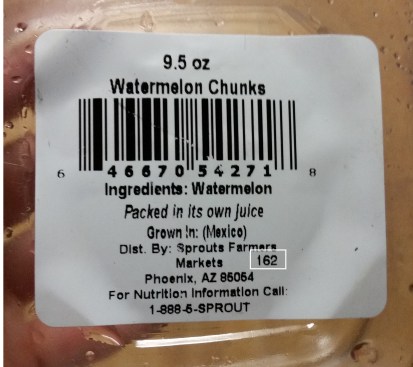 9.5 oz
Watermelon Chunks
6 46670 54271 8
Ingredients: Watermelon
Packed in its own juice
Grown In: (Mexico)
Dist. By: Sprouts Farmers
Markets 162
Phoenix, AZ 85054
For Nutrition Information Call:
1-888-5-SPROUT